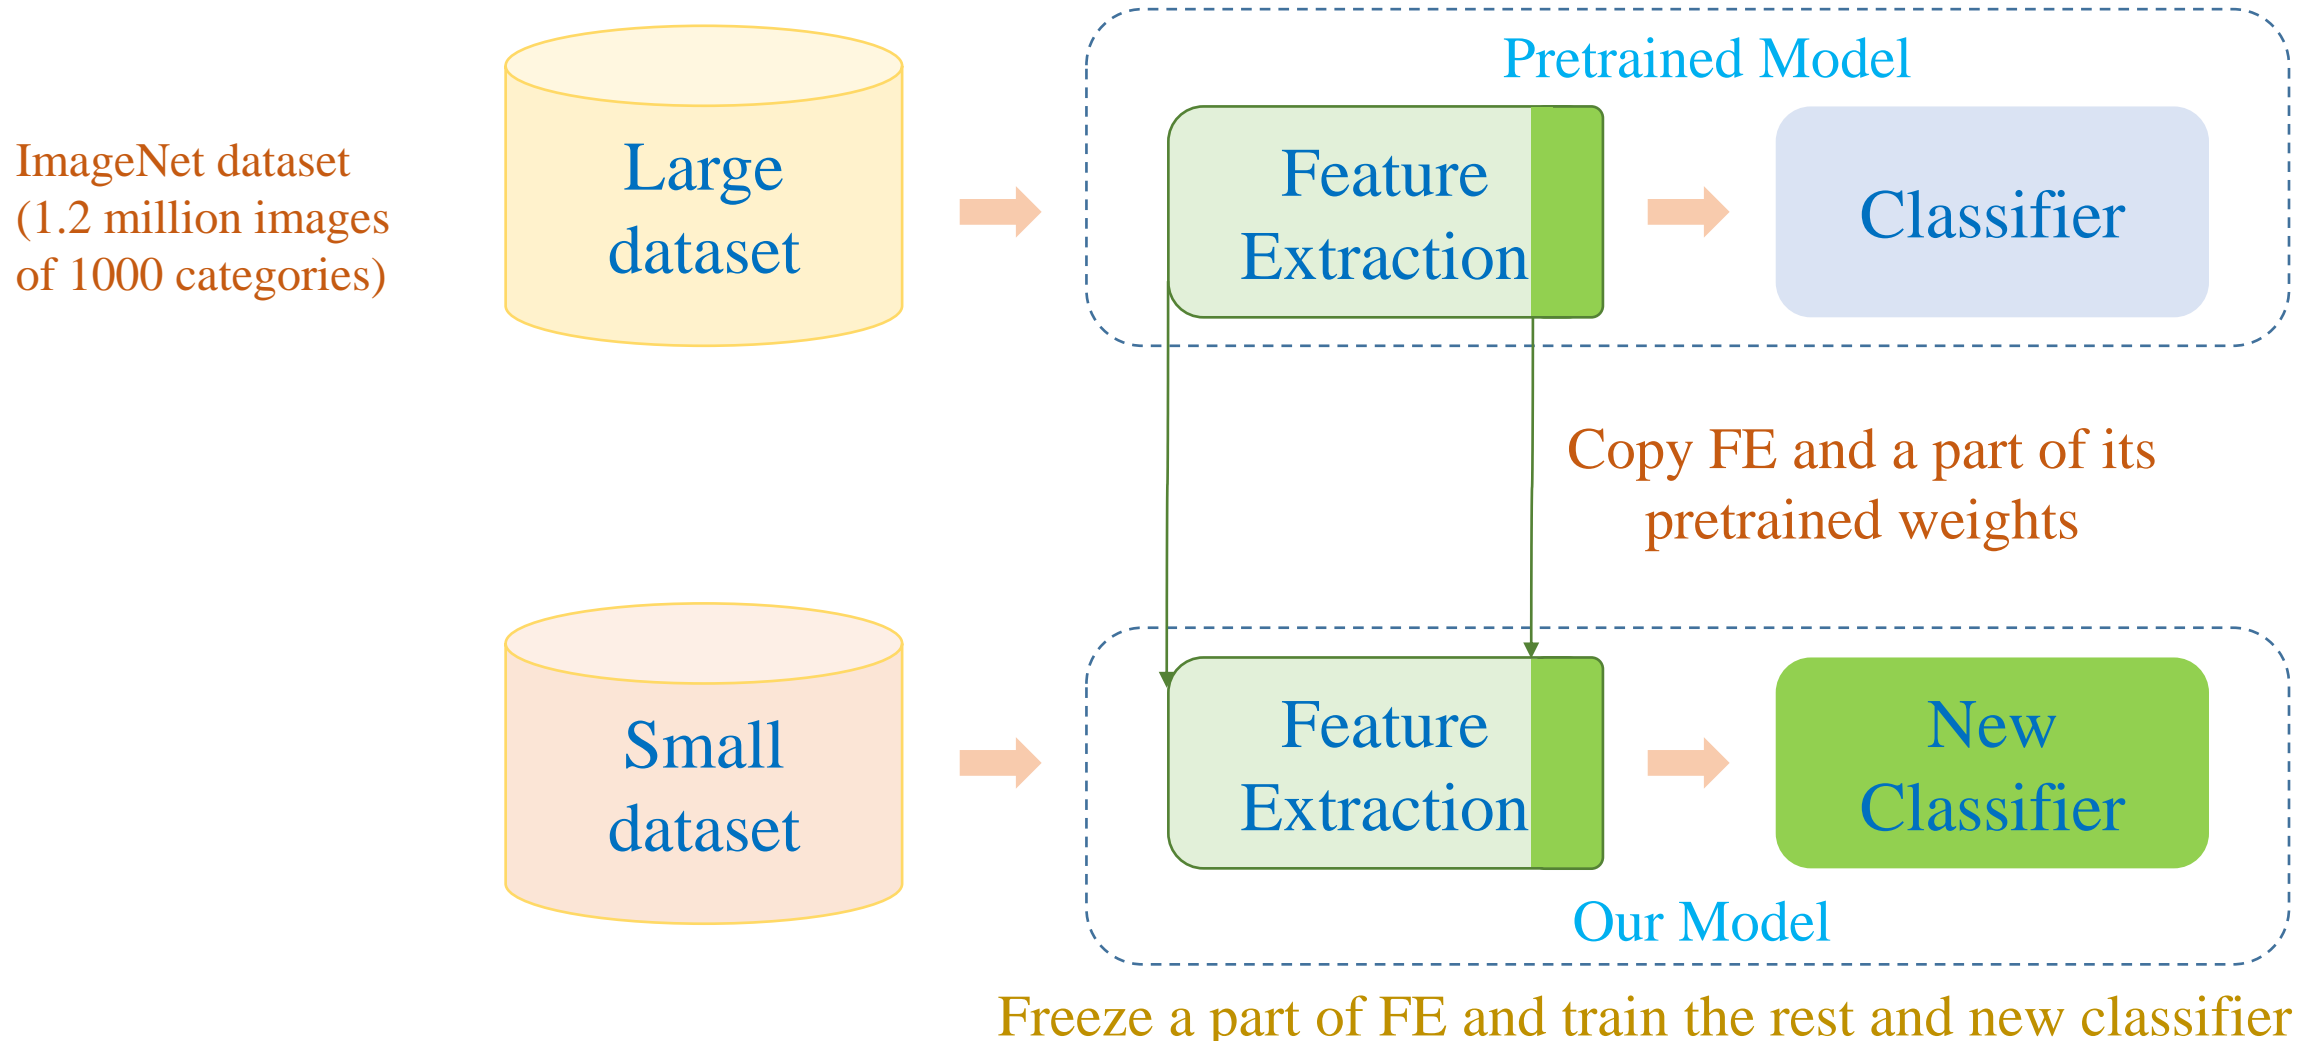 Pretrained Model
ImageNet dataset
(1.2 million images
of 1000 categories)
Large
dataset
Feature
Extraction
Classifier
Copy FE and a part of its
pretrained weights
Small
dataset
Feature
Extraction
New
Classifier
Our Model
Freeze a part of FE and train the rest and new classifier